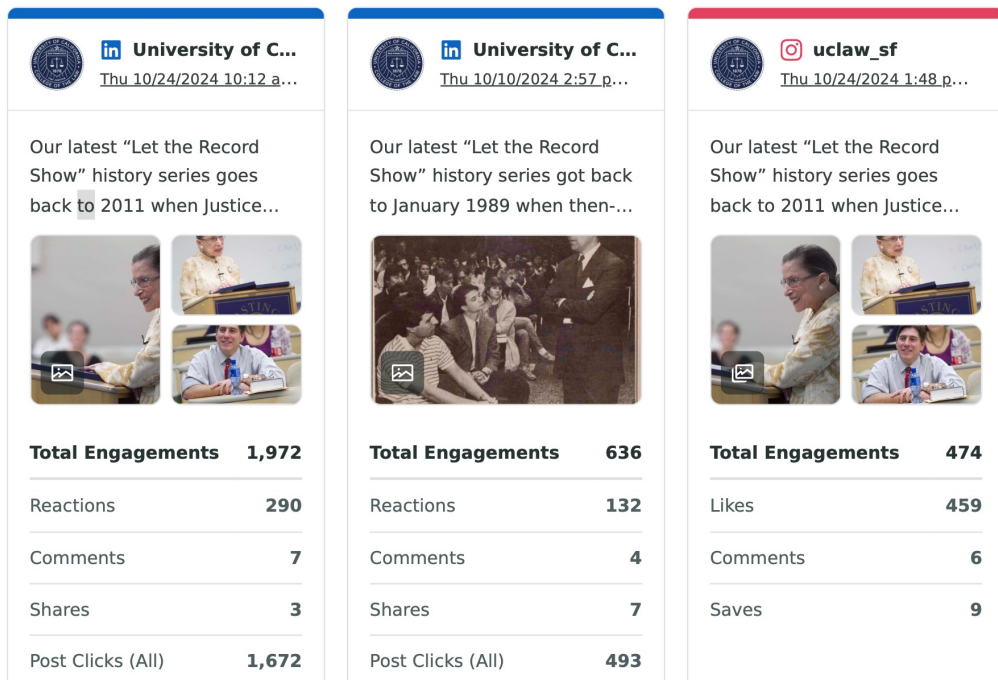 University of C...
Thu 10/24/2024 10:12 a...
Our latest “Let the Record
Show” history series goes
back to 2011 when Justice...
Total Engagements 1,972
Reactions 290
Comments 7
Shares 3
Post Clicks (All) 1,672
University of C...
Thu 10/10/2024 2:57 p...
Our latest “Let the Record
Show” history series got back
to January 1989 when then-...
Total Engagements 636
Reactions 132
Comments 4
Shares 7
Post Clicks (All) 493
uclaw_sf
Thu 10/24/2024 1:48 p...
Our latest “Let the Record
Show” history series goes
back to 2011 when Justice...
Total Engagements 474
Likes 459
Comments 6
Saves 9